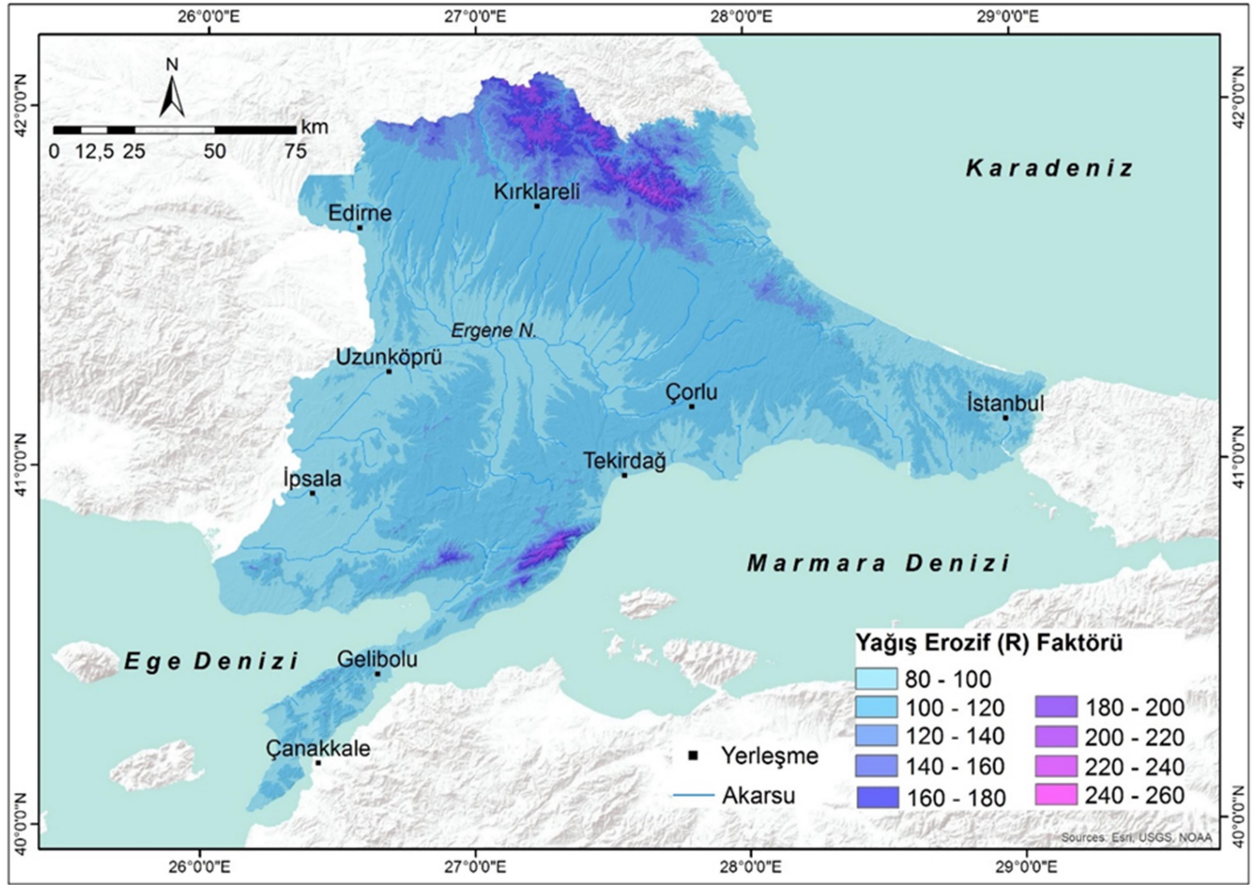 26°0'0"E 27°0'0"E 28°0'0"E 29°0'0"E
42°0'0"N
42°0'0"N
N
km
0 12,5 25 50 75
Karadeniz
Kırklareli
Edirne
Ergene N.
Uzunköprü
Çorlu
İstanbul
41°0'0"N
41°0'0"N
Tekirdağ
İpsala
Marmara Denizi
Ege Denizi
Gelibolu
Çanakkale
Yağış Erozif (R) Faktörü
80 - 100
100 - 120
120 - 140
140 - 160
160 - 180
180 - 200
200 - 220
220 - 240
240 - 260
Yerleşme
Akarsu
Sources: Esri, USGS, NOAA
40°0'0"N
40°0'0"N
26°0'0"E 27°0'0"E 28°0'0"E 29°0'0"E